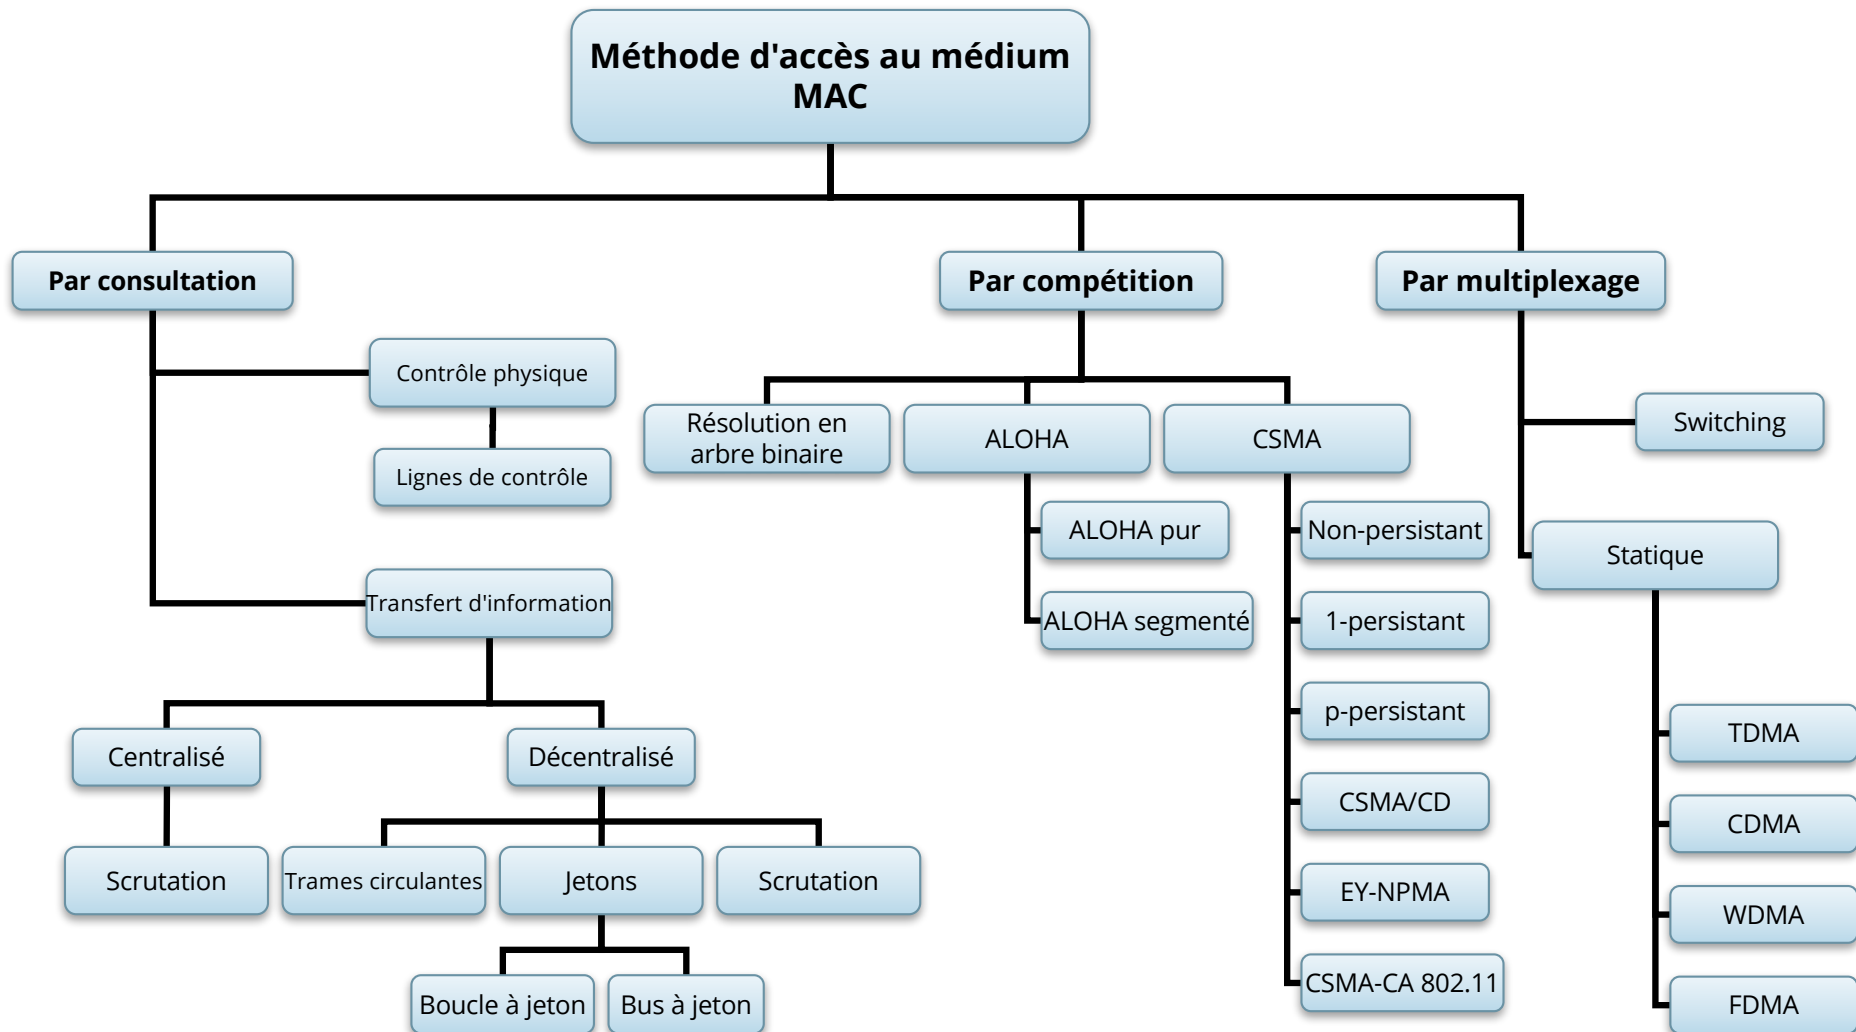 Méthode d'accès au médium
MAC
Par consultation
Par compétition
Par multiplexage
Contrôle physique
Lignes de contrôle
Transfert d'information
Centralisé
Décentralisé
Scrutation
Trames circulantes
Jetons
Scrutation
Boucle à jeton
Bus à jeton
Résolution en
arbre binaire
ALOHA
CSMA
ALOHA pur
ALOHA segmenté
Non-persistant
1-persistant
p-persistant
CSMA/CD
EY-NPMA
CSMA-CA 802.11
Switching
Statique
TDMA
CDMA
WDMA
FDMA